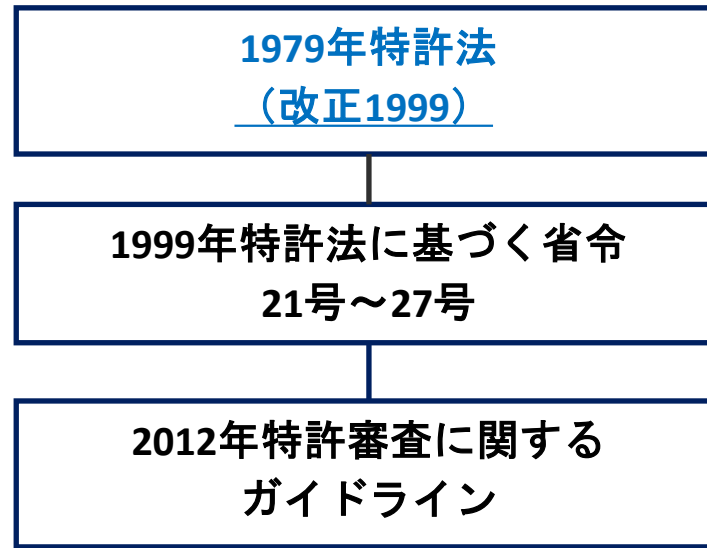 1979年特許法
（改正1999）
1999年特許法に基づく省令
21号～27号
2012年特許審査に関する
ガイドライン